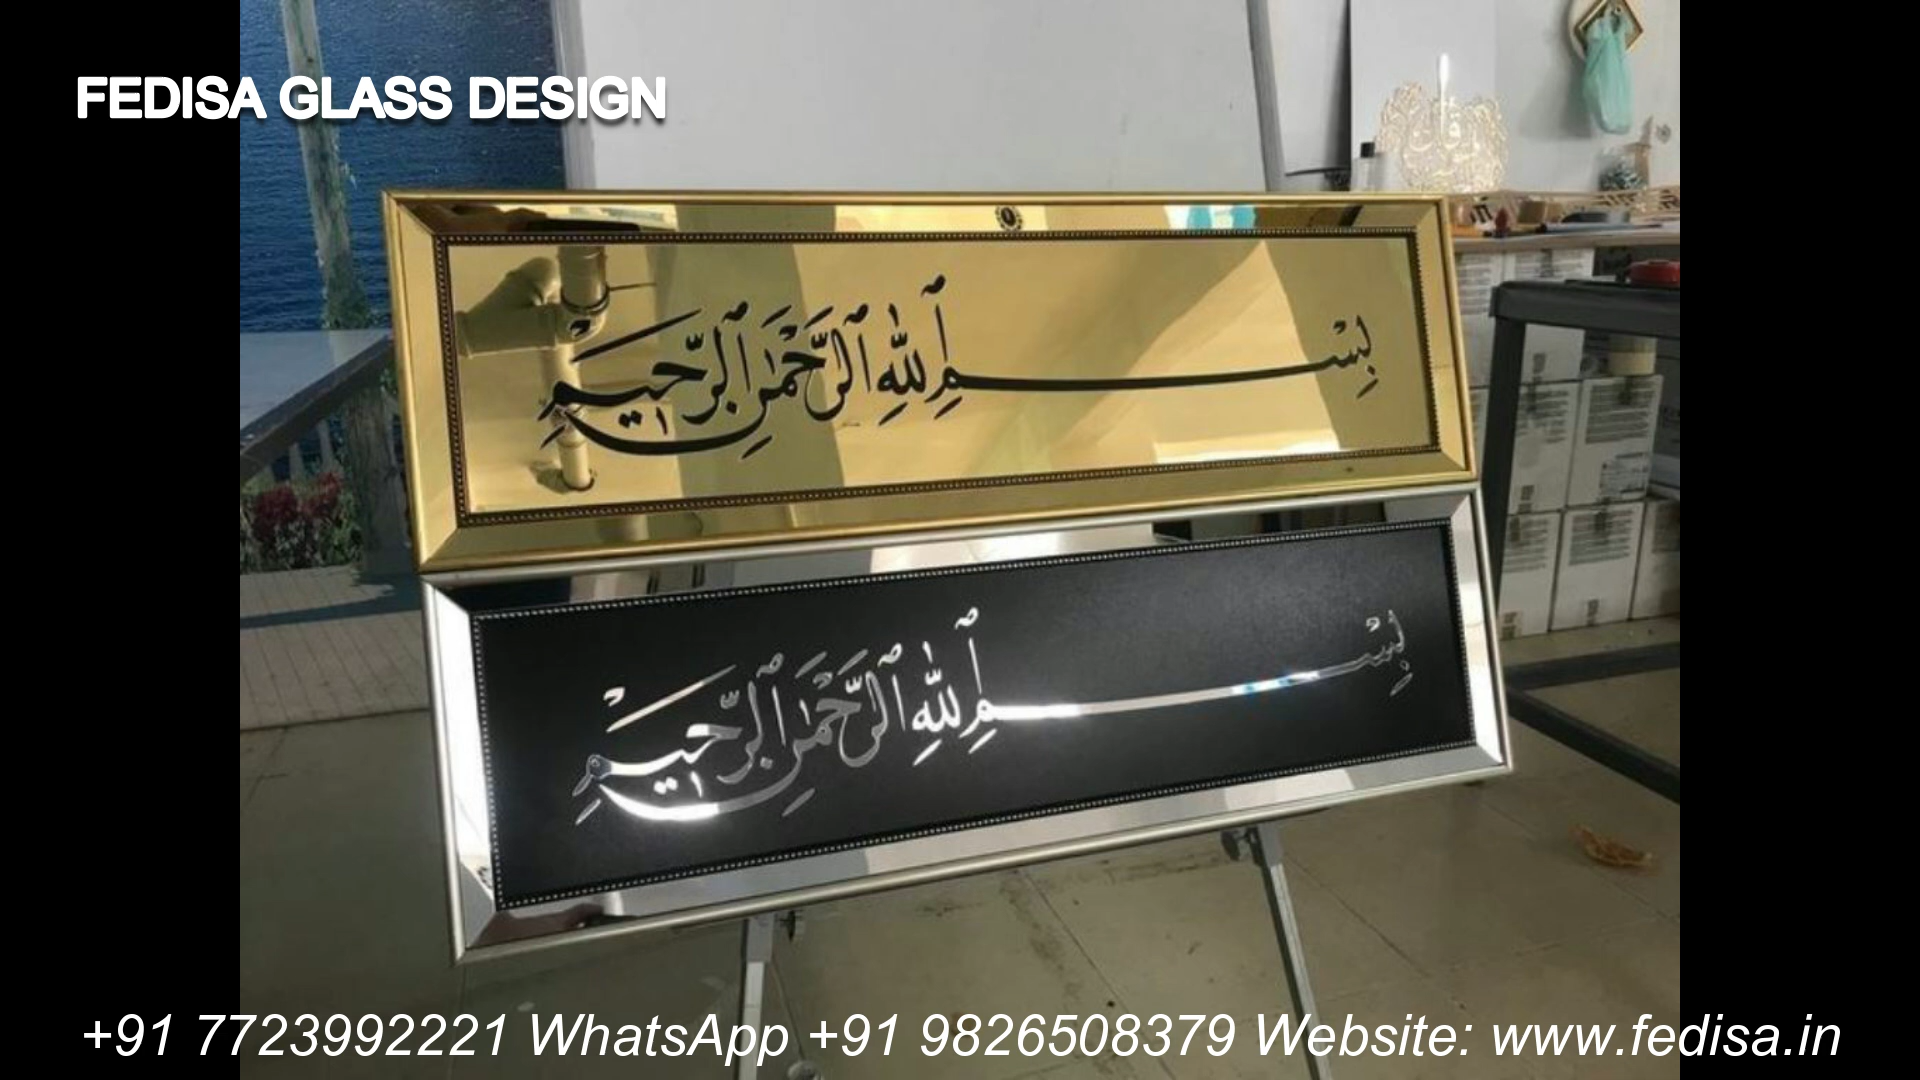 FEDISA GLASS DESIGN
بِسْمِ ٱللَّهِ ٱلرَّحْمَٰنِ ٱلرَّحِيمِ
بِسْمِ ٱللَّهِ ٱلرَّحْمَٰنِ ٱلرَّحِيمِ
+91 7723992221 WhatsApp +91 9826508379 Website: www.fedisa.in